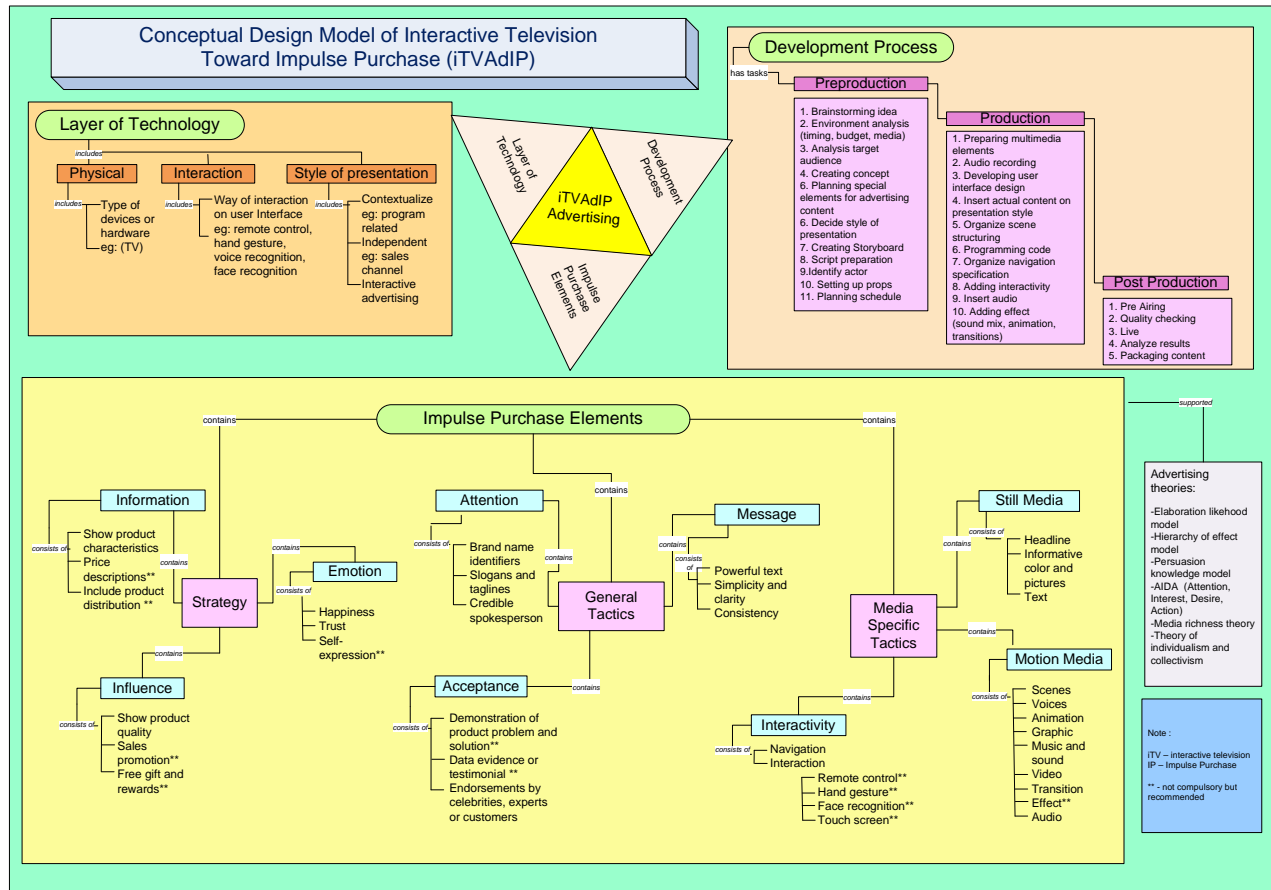 Conceptual Design Model of Interactive Television
Toward Impulse Purchase (iTVAdIP)
Layer of Technology
includes
Physical
includes
Type of
devices or
hardware
eg: (TV)
Interaction
includes
Way of interaction
on user Interface
eg: remote control,
hand gesture,
voice recognition,
face recognition
Style of presentation
includes
Contextualize
eg: program
related
Independent
eg: sales
channel
Interactive
advertising
Layer of
Technology
Development
Process
iTVAdIP
Advertising
Impulse
Purchase
Elements
Development Process
has tasks
Preproduction
1. Brainstorming idea
2. Environment analysis
(timing, budget, media)
3. Analysis target
audience
4. Creating concept
6. Planning special
elements for advertising
content
6. Decide style of
presentation
7. Creating Storyboard
8. Script preparation
9.Identify actor
10. Setting up props
11. Planning schedule
Production
1. Preparing multimedia
elements
2. Audio recording
3. Developing user
interface design
4. Insert actual content on
presentation style
5. Organize scene
structuring
6. Programming code
7. Organize navigation
specification
8. Adding interactivity
9. Insert audio
10. Adding effect
(sound mix, animation,
transitions)
Post Production
1. Pre Airing
2. Quality checking
3. Live
4. Analyze results
5. Packaging content
Impulse Purchase Elements
contains
contains
contains
Strategy
contains
Information
consists of
Show product
characteristics
Price
descriptions**
Include product
distribution **
contains
Emotion
consists of
Happiness
Trust
Self-
expression**
contains
Influence
consists of
Show product
quality
Sales
promotion**
Free gift and
rewards**
General
Tactics
Attention
contains
consists of
Brand name
identifiers
Slogans and
taglines
Credible
spokesperson
Message
contains
consists
of
Powerful text
Simplicity and
clarity
Consistency
Acceptance
contains
consists of
Demonstration of
product problem and
solution**
Data evidence or
testimonial **
Endorsements by
celebrities, experts
or customers
Media
Specific
Tactics
Still Media
contains
consists of
Headline
Informative
color and
pictures
Text
contains
Motion Media
consists of
Scenes
Voices
Animation
Graphic
Music and
sound
Video
Transition
Effect**
Audio
contains
Interactivity
consists of
Navigation
Interaction
Remote control**
Hand gesture**
Face recognition**
Touch screen**
supported
Advertising
theories:
-Elaboration likehood
model
-Hierarchy of effect
model
-Persuasion
knowledge model
-AIDA (Attention,
Interest, Desire,
Action)
-Media richness theory
-Theory of
individualism and
collectivism
Note :
iTV – interactive television
IP – Impulse Purchase
** - not compulsory but
recommended